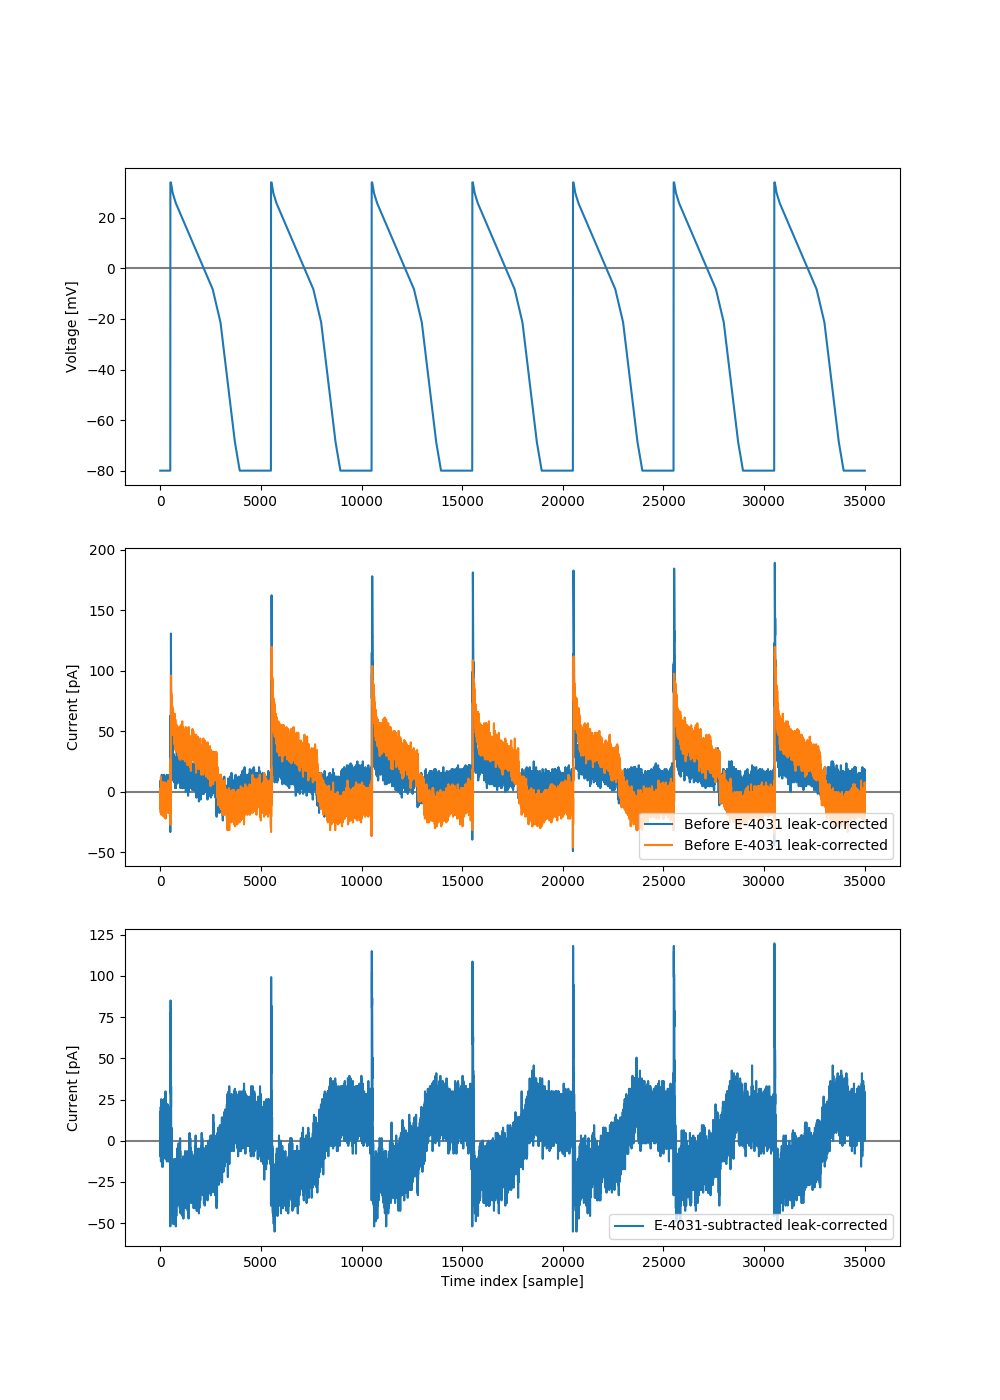 20
0
−20
−40
−60
−80
Voltage [mV]
0 5000 10000 15000 20000 25000 30000 35000
200
150
100
50
0
−50
Current [pA]
Before E-4031 leak-corrected
Before E-4031 leak-corrected
0 5000 10000 15000 20000 25000 30000 35000
125
100
75
50
25
0
−25
−50
Current [pA]
E-4031-subtracted leak-corrected
0 5000 10000 15000 20000 25000 30000 35000
Time index [sample]